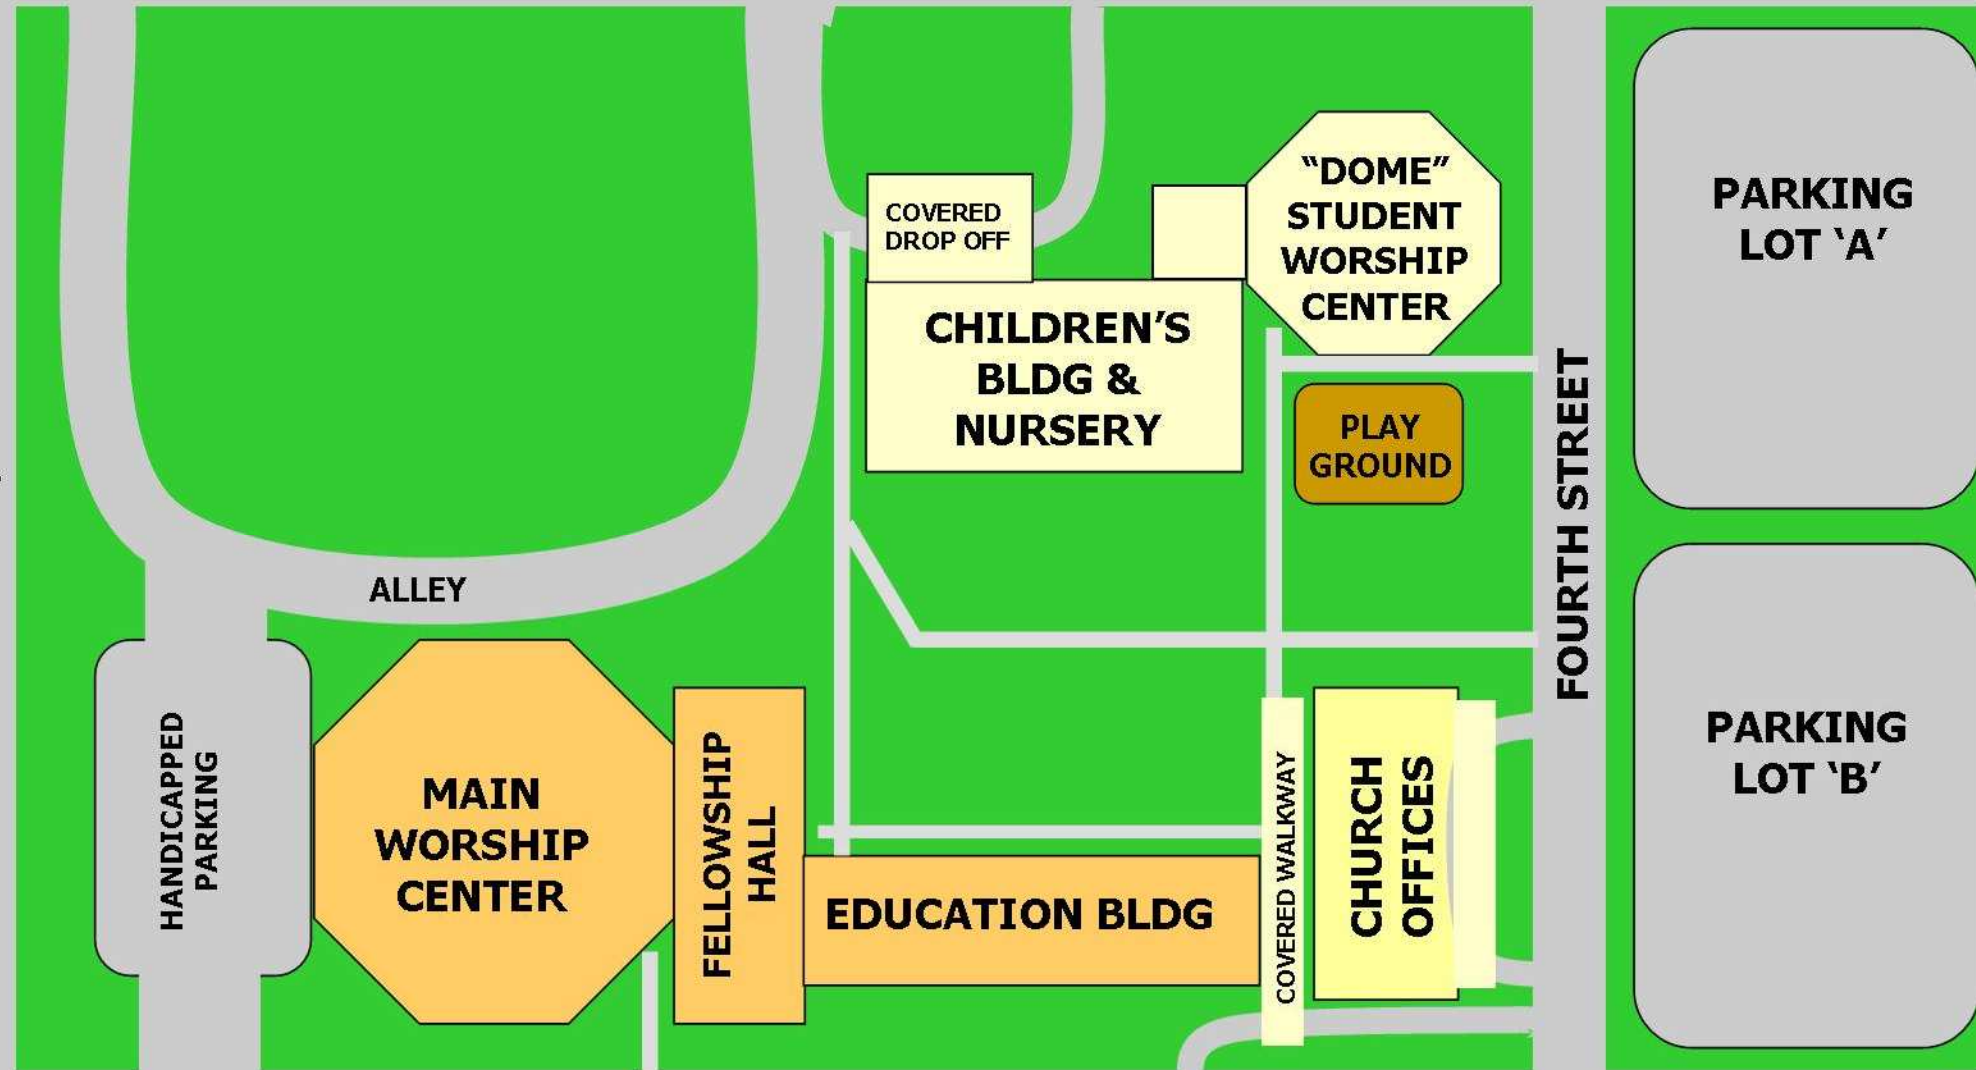 “DOME”
STUDENT
WORSHIP
CENTER
PARKING
LOT ‘A’
COVERED
DROP OFF
CHILDREN’S
BLDG &
NURSERY
PLAY
GROUND
FOURTH STREET
ALLEY
PARKING
LOT ‘B’
HANDICAPPED
PARKING
MAIN
WORSHIP
CENTER
FELLOWSHIP
HALL
EDUCATION BLDG
COVERED WALKWAY
CHURCH
OFFICES